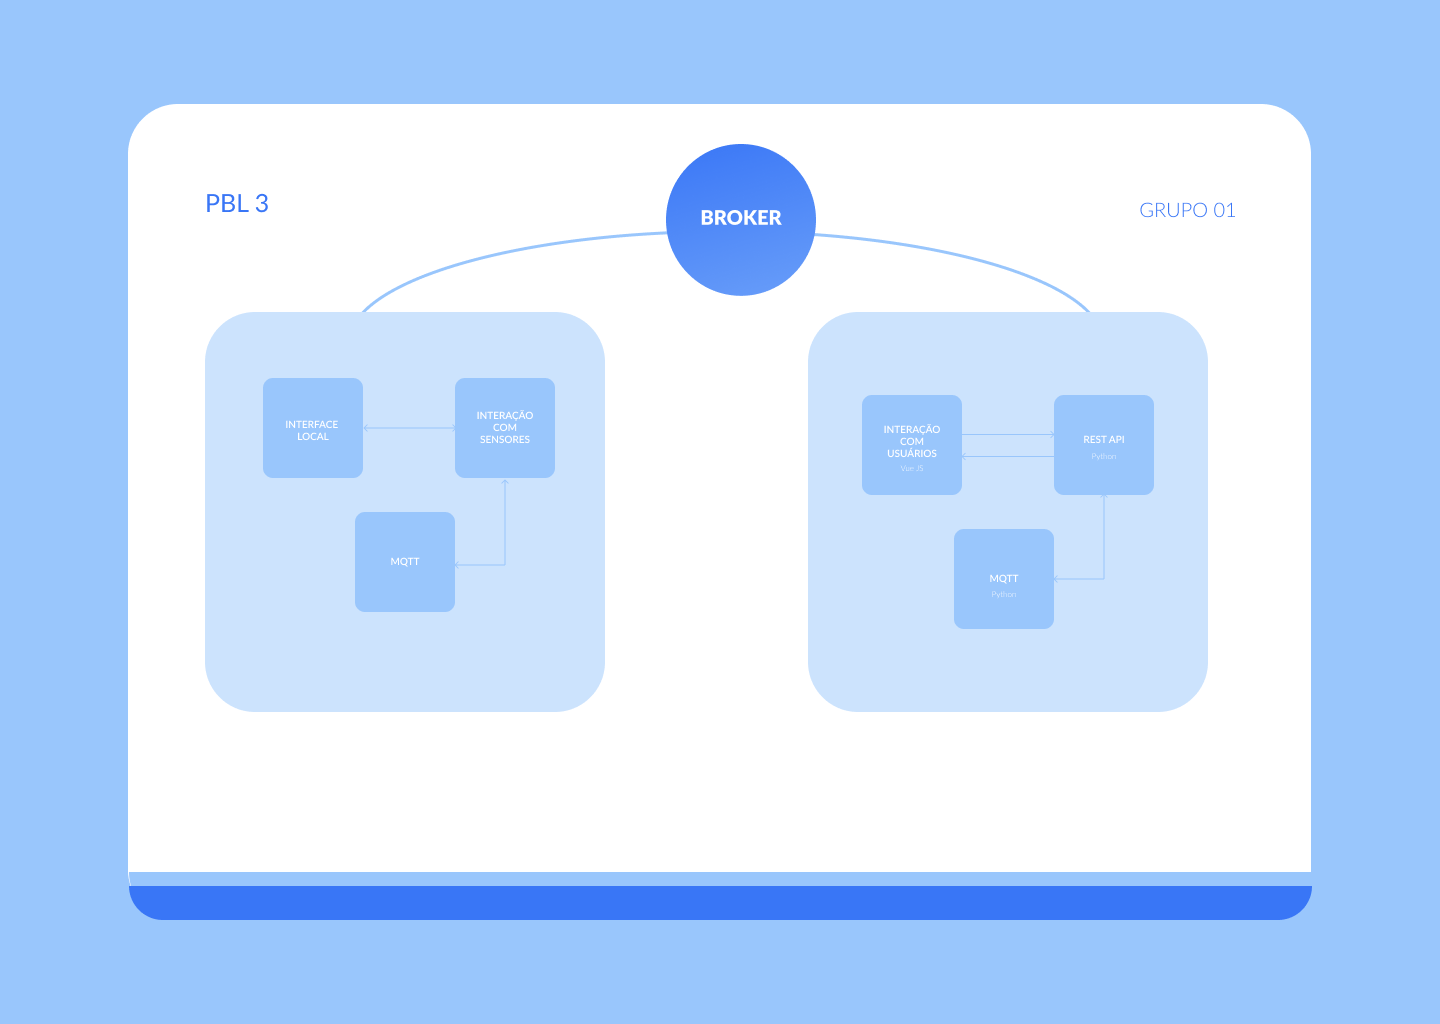 PBL 3
BROKER
GRUPO 01
INTERFACE
LOCAL
INTERAÇÃO
COM
SENSORES
MQTT
INTERAÇÃO
COM
USUÁRIOS
Vue JS
REST API
Python
MQTT
Python